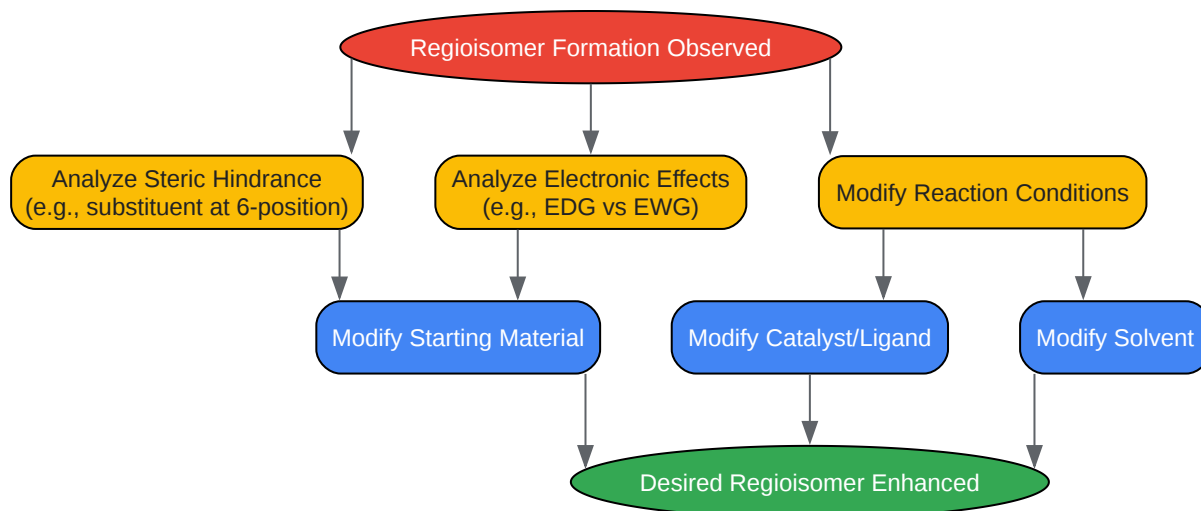 Regioisomer Formation Observed
Analyze Steric Hindrance
(e.g., substituent at 6-position)
Analyze Electronic Effects
(e.g., EDG vs EWG)
Modify Reaction Conditions
Modify Starting Material
Modify Catalyst/Ligand
Modify Solvent
Desired Regioisomer Enhanced